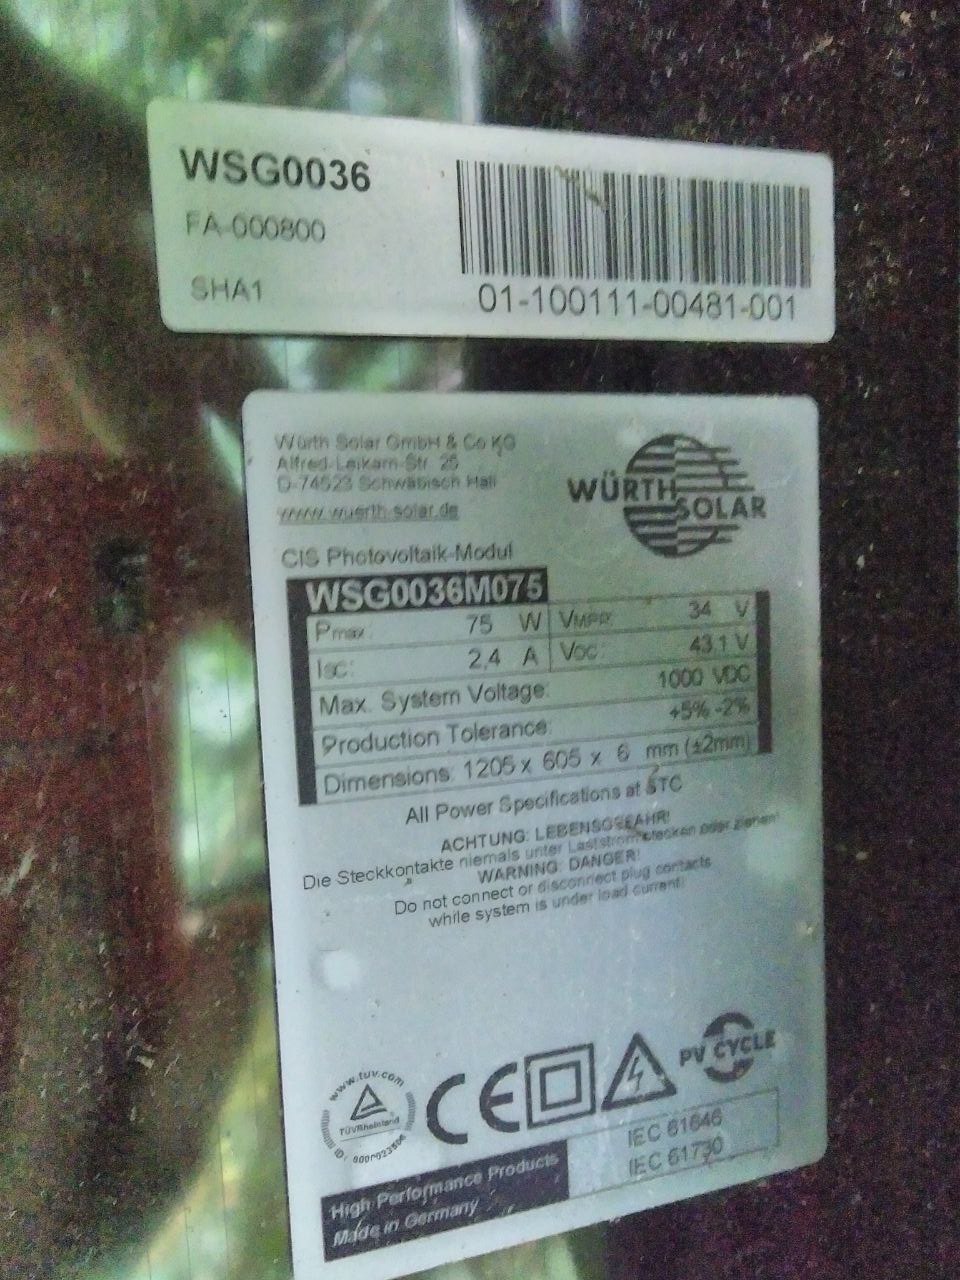 WSG0036
FA-000800
SHA1
01-100111-00481-001
Würth Solar GmbH & Co KG
Alfred-Leikam-Str. 25
D-74523 Schwäbisch Hall
www.wuerth-solar.de
WÜRTH
SOLAR
CIS Photovoltaik-Modul
WSG0036M075
Pmax: 75 W VMPP: 34 V
Isc: 2,4 A Voc: 43,1 V
Max. System Voltage: 1000 VDC
Production Tolerance: +5% -2%
Dimensions: 1205 x 605 x 6 mm (±2mm)
All Power Specifications at STC
ACHTUNG: LEBENSGEFAHR!
Die Steckkontakte niemals unter Laststrom stecken oder ziehen!
WARNING: DANGER!
Do not connect or disconnect plug contacts
while system is under load current!
www.tuv.com
TÜVRheinland
ID:
CE
PV CYCLE
IEC 61646
IEC 61730
High Performance Products
Made in Germany